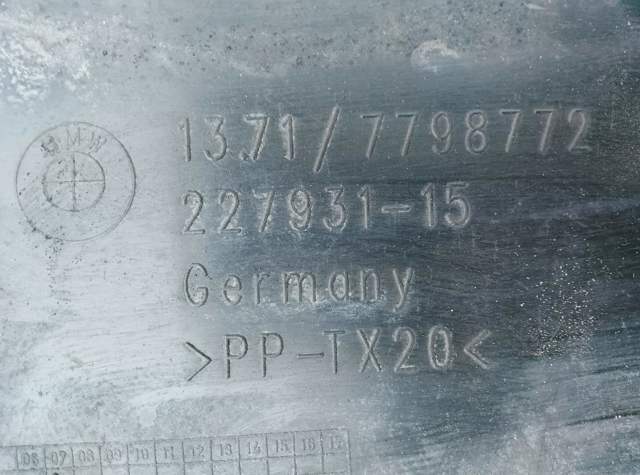 BMW
13.71/7798772
227931-15
Germany
>PP-TX20<
06 07 08 09 10 11 12 13 14 15 16 17